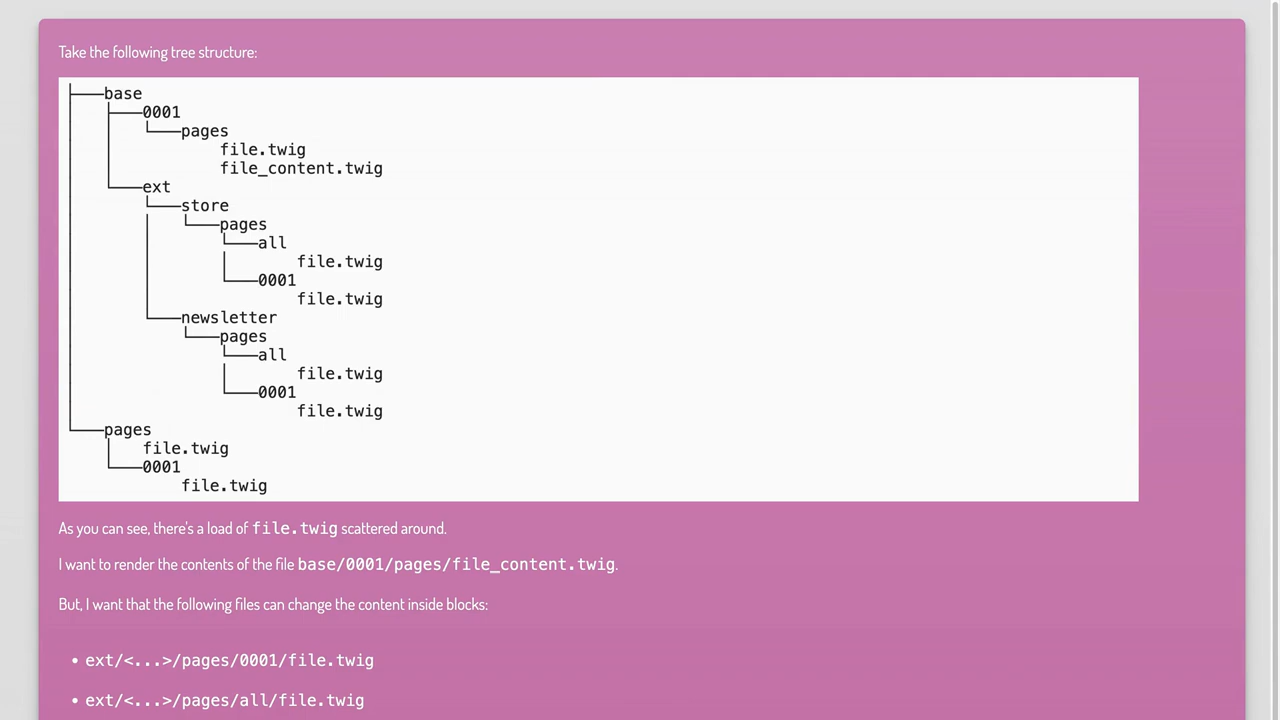 Take the following tree structure:
├──base
├──0001
└──pages
file.twig
file_content.twig
└──ext
└──store
│ └──pages
└──all
│ file.twig
└──0001
file.twig
└──newsletter
└──pages
└──all
│ file.twig
└──0001
file.twig
└──pages
│ file.twig
└──0001
file.twig
As you can see, there's a load of file.twig scattered around.
I want to render the contents of the file base/0001/pages/file_content.twig.
But, I want that the following files can change the content inside blocks:
• ext/<...>/pages/0001/file.twig
• ext/<...>/pages/all/file.twig